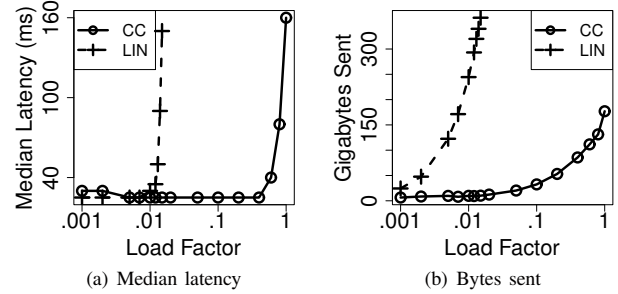 Median Latency (ms)
160
100
40
CC
LIN
.001
.01
.1
1
Load Factor
(a) Median latency
Gigabytes Sent
300
150
0
CC
LIN
.001
.01
.1
1
Load Factor
(b) Bytes sent